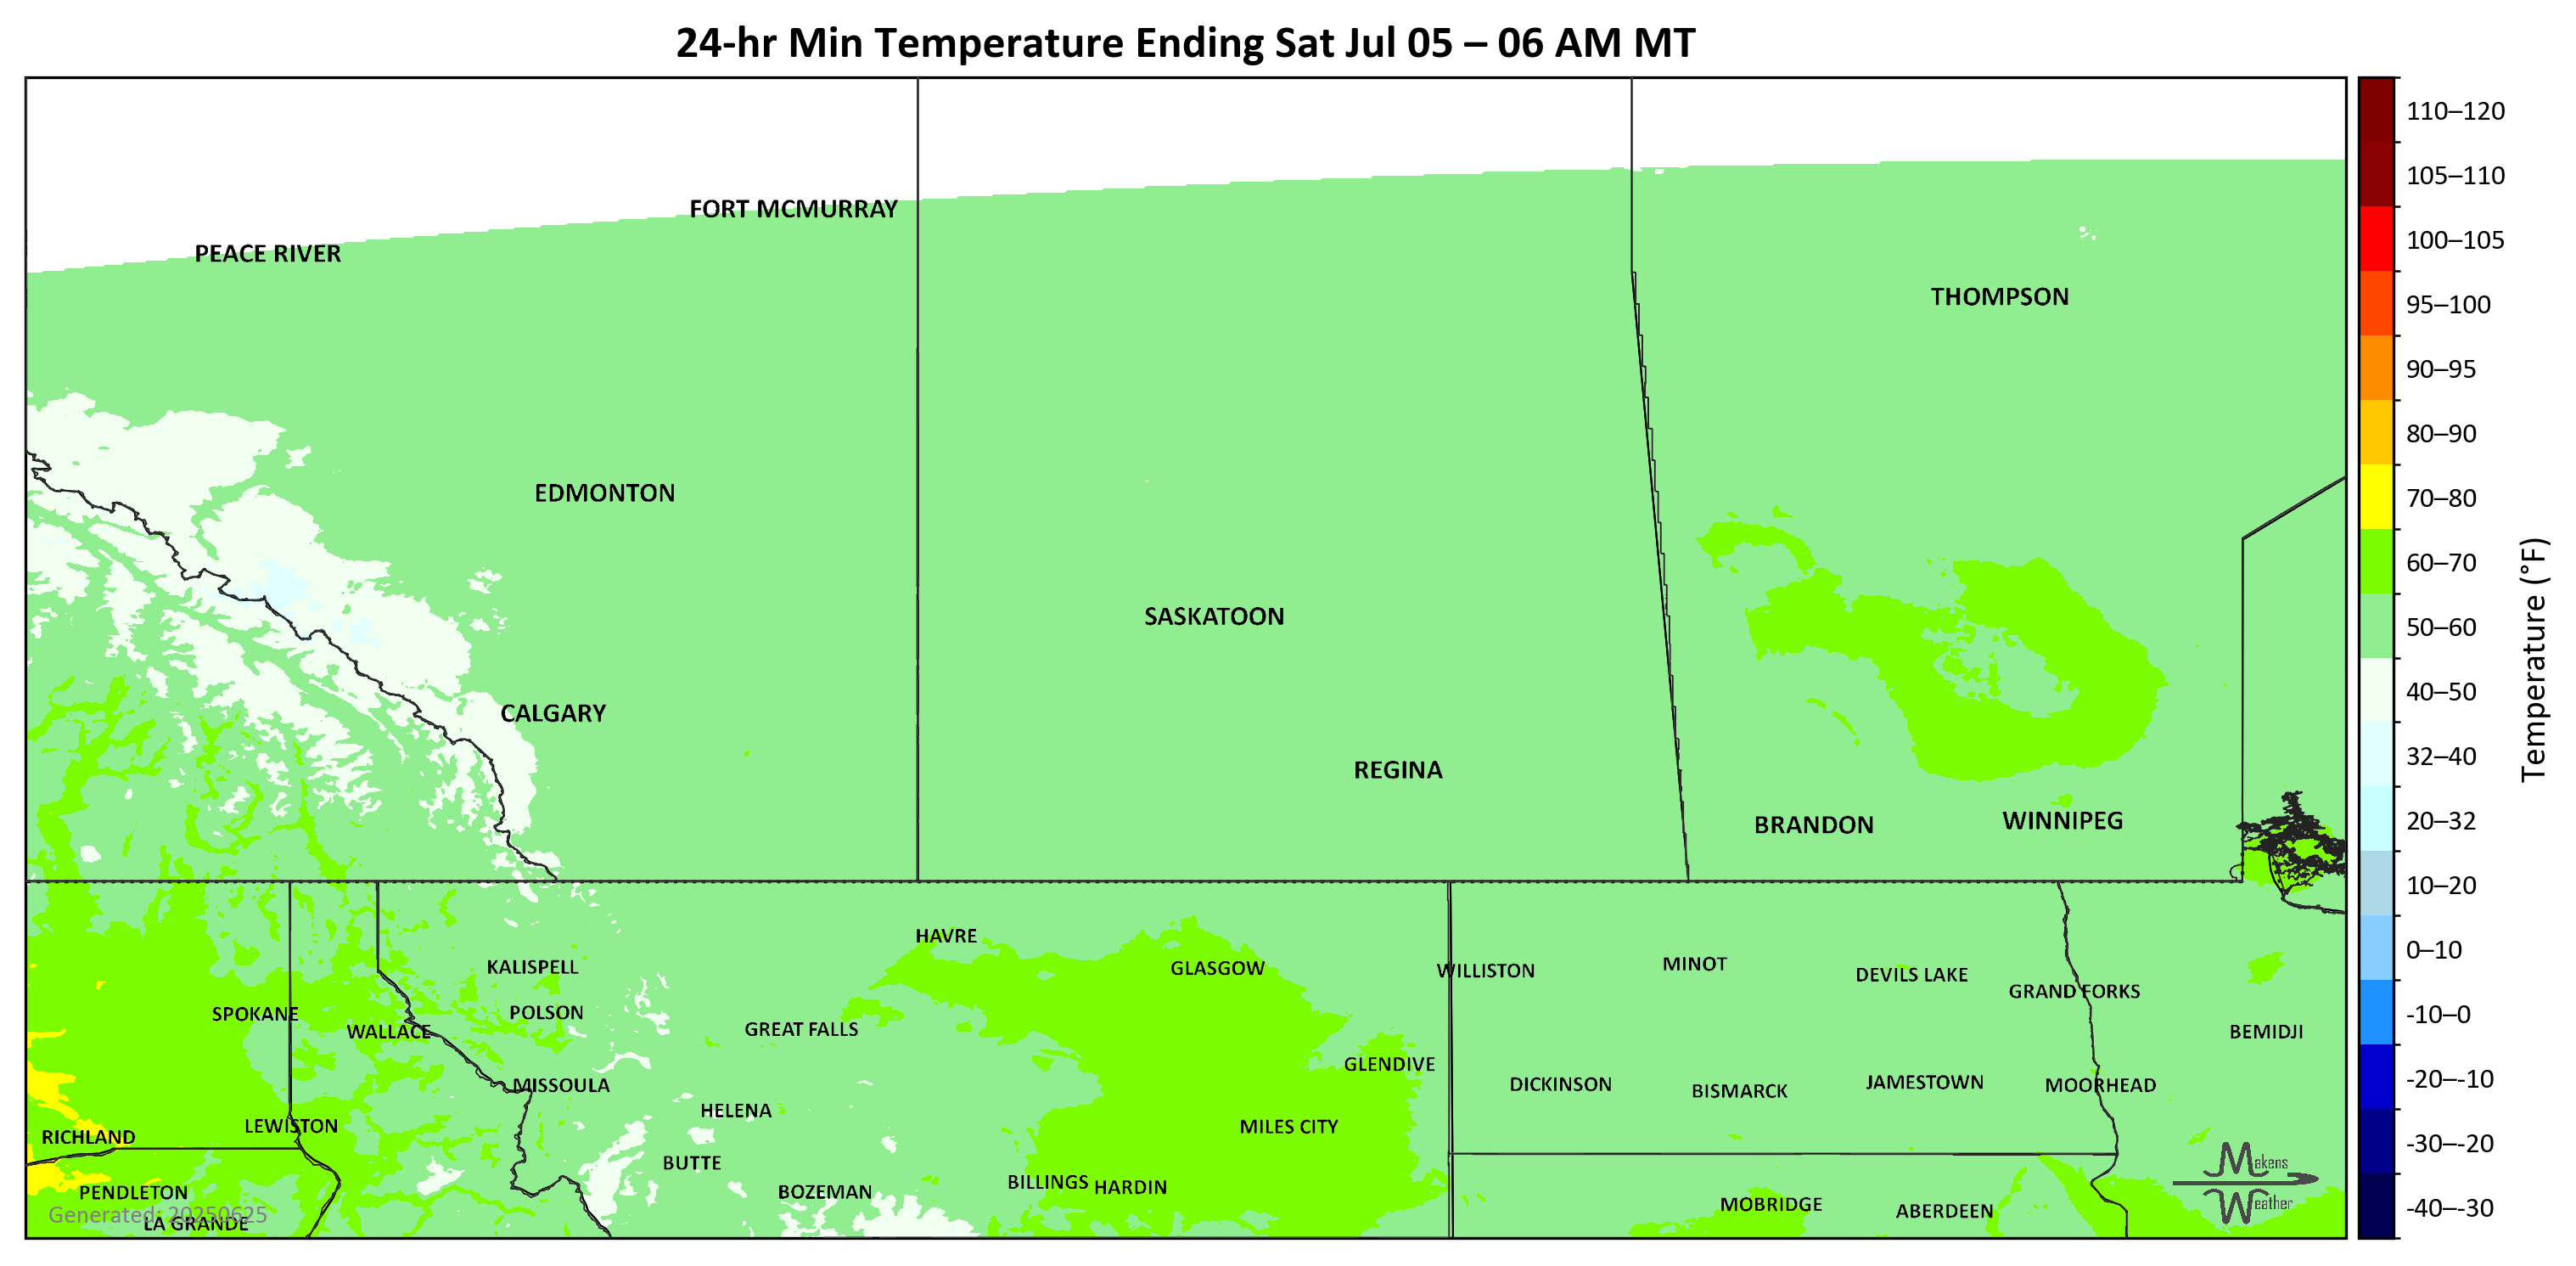 24-hr Min Temperature Ending Sat Jul 05 – 06 AM MT
FORT MCMURRAY
PEACE RIVER
THOMPSON
EDMONTON
SASKATOON
CALGARY
REGINA
BRANDON
WINNIPEG
HAVRE
KALISPELL
GLASGOW
WILLISTON
MINOT
DEVILS LAKE
GRAND FORKS
SPOKANE
POLSON
WALLACE
GREAT FALLS
BEMIDJI
GLENDIVE
MISSOULA
DICKINSON
BISMARCK
JAMESTOWN
MOORHEAD
HELENA
LEWISTON
MILES CITY
RICHLAND
BUTTE
BILLINGS
HARDIN
PENDLETON
BOZEMAN
MOBRIDGE
ABERDEEN
Generated: 20250625
LA GRANDE
Makens
Weather
110–120
105–110
100–105
95–100
90–95
80–90
70–80
60–70
50–60
40–50
32–40
20–32
10–20
0–10
-10–0
-20–-10
-30–-20
-40–-30
Temperature (°F)